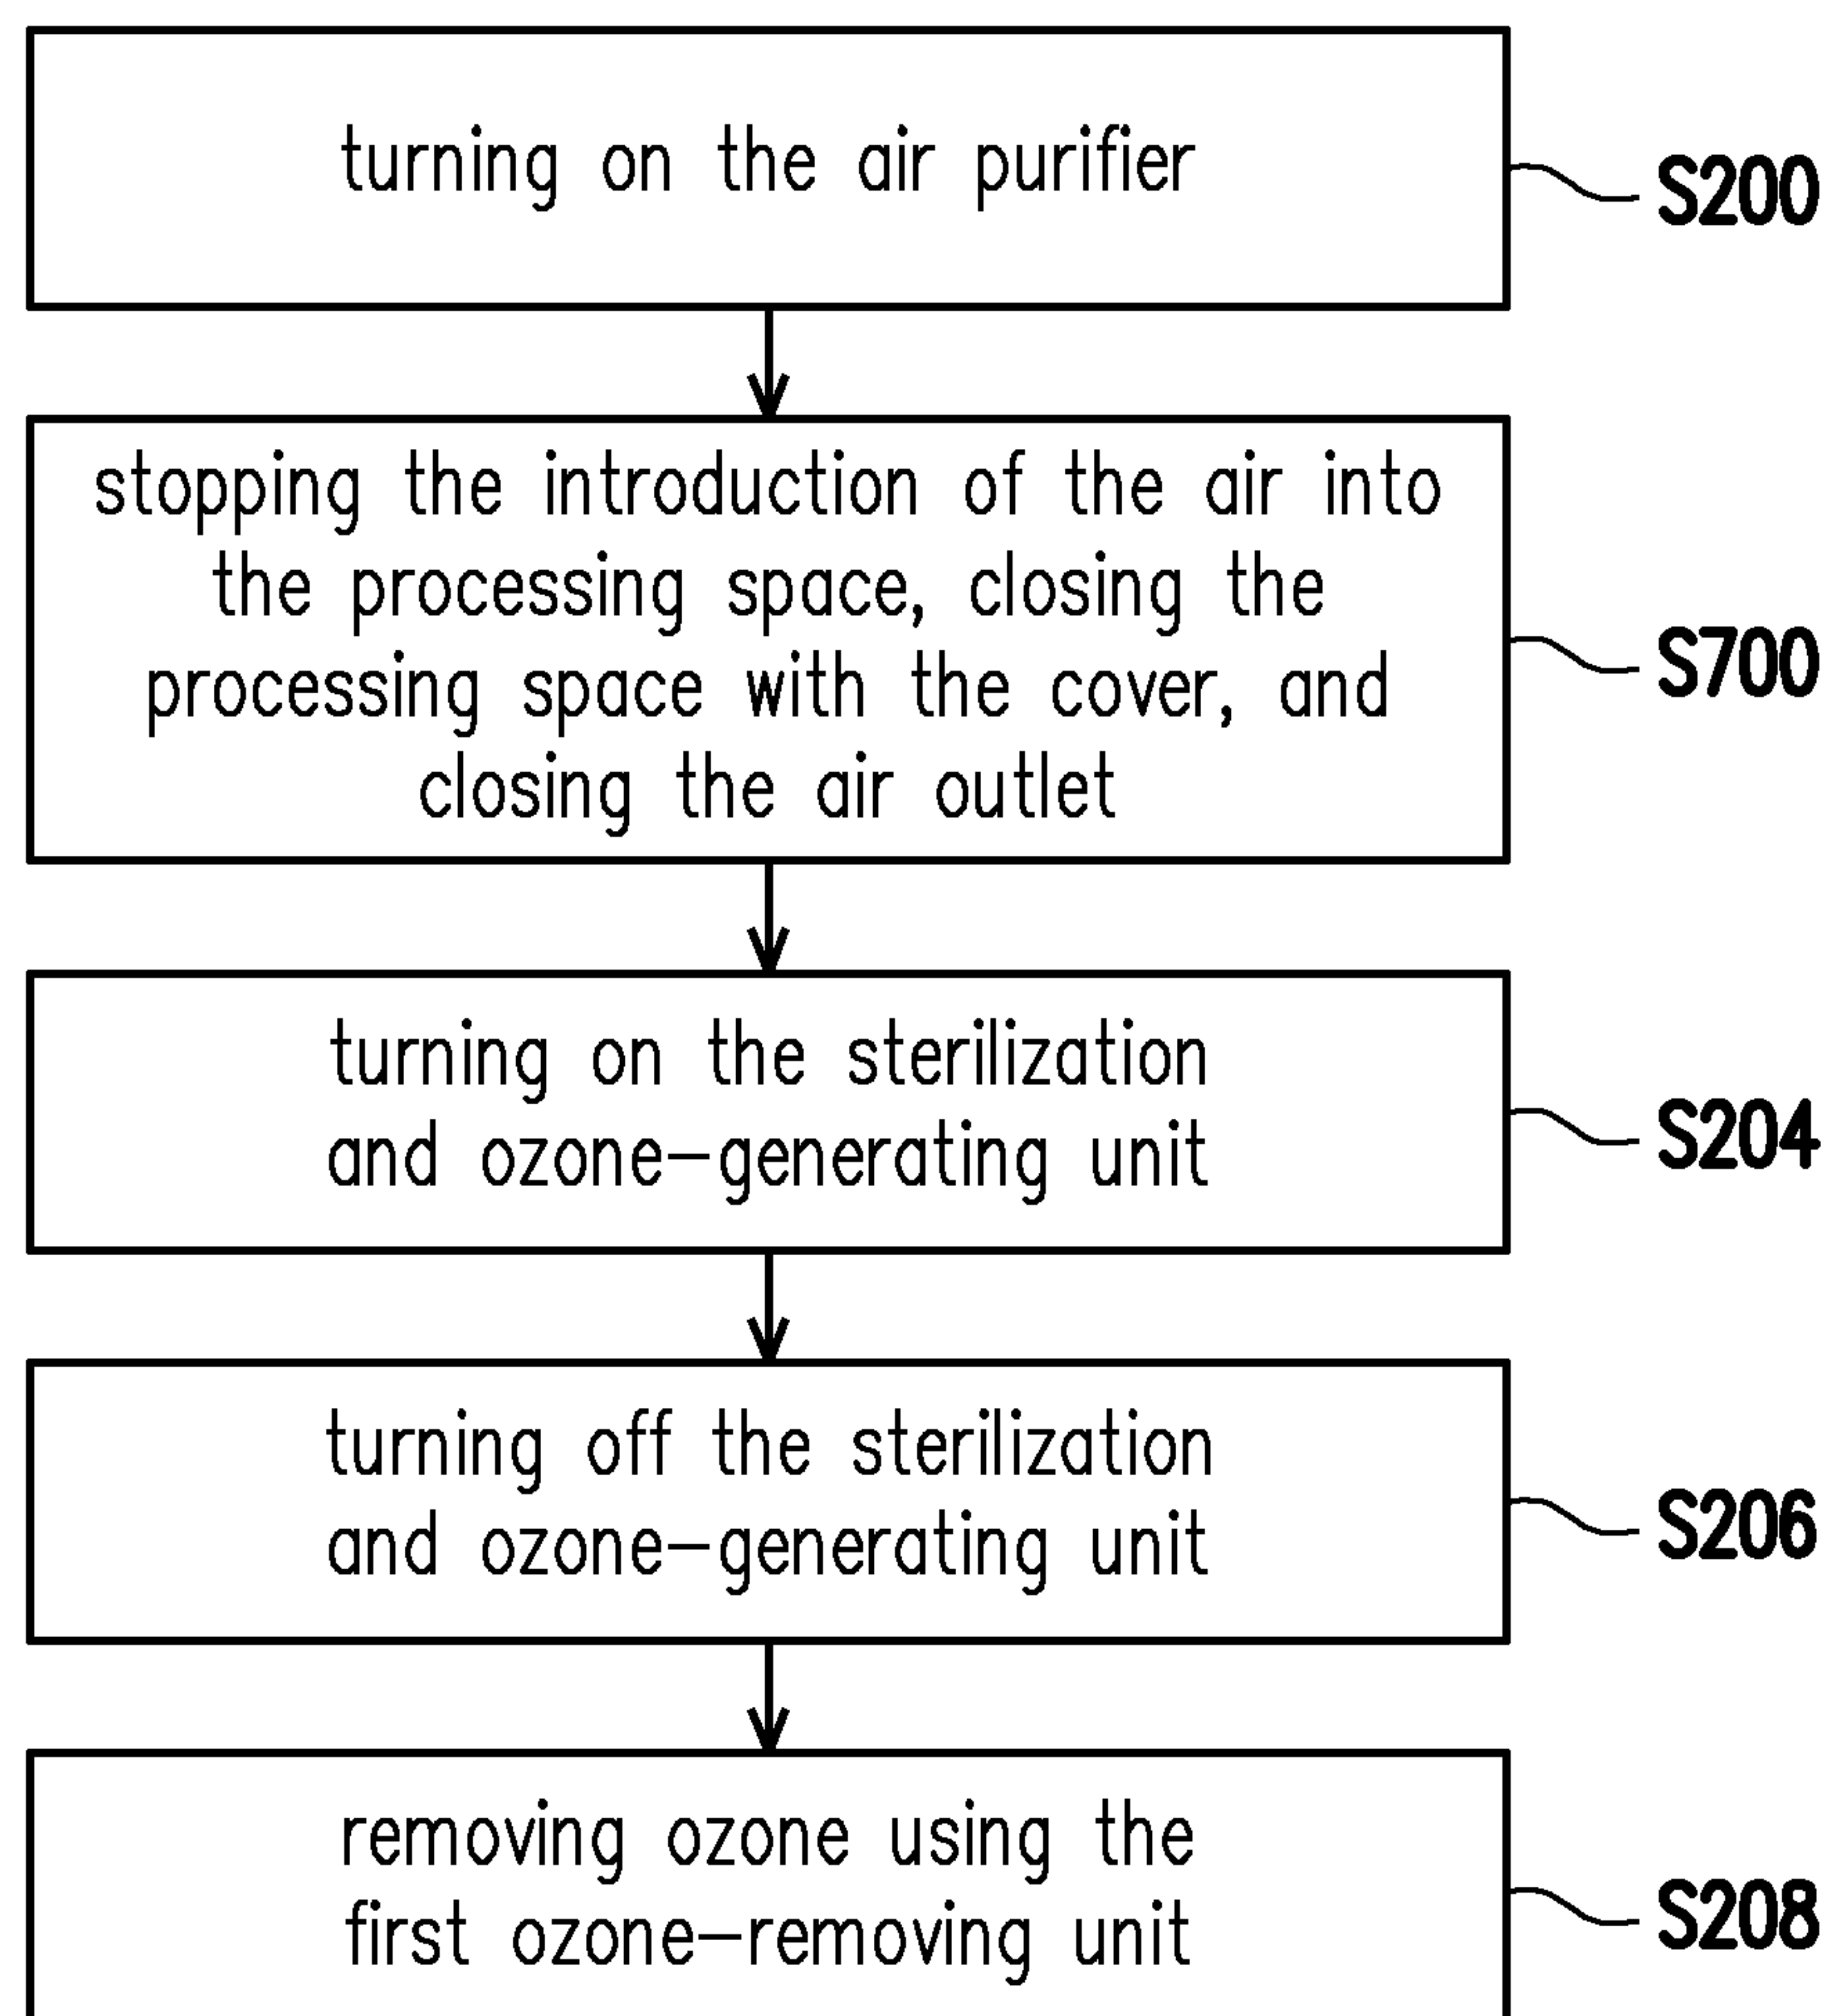 turning on the air purifier
S200
stopping the introduction of the air into
the processing space, closing the
processing space with the cover, and
closing the air outlet
S700
turning on the sterilization
and ozone-generating unit
S204
turning off the sterilization
and ozone-generating unit
S206
removing ozone using the
first ozone-removing unit
S208